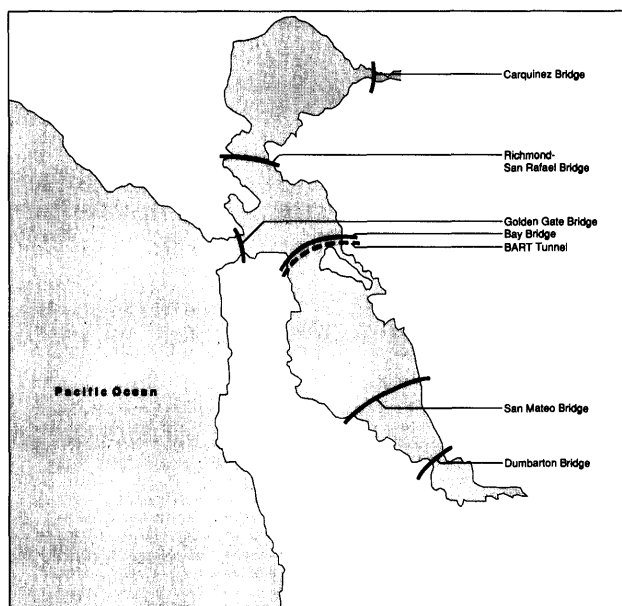 Carquinez Bridge
Richmond-
San Rafael Bridge
Golden Gate Bridge
Bay Bridge
BART Tunnel
Pacific Ocean
San Mateo Bridge
Dumbarton Bridge